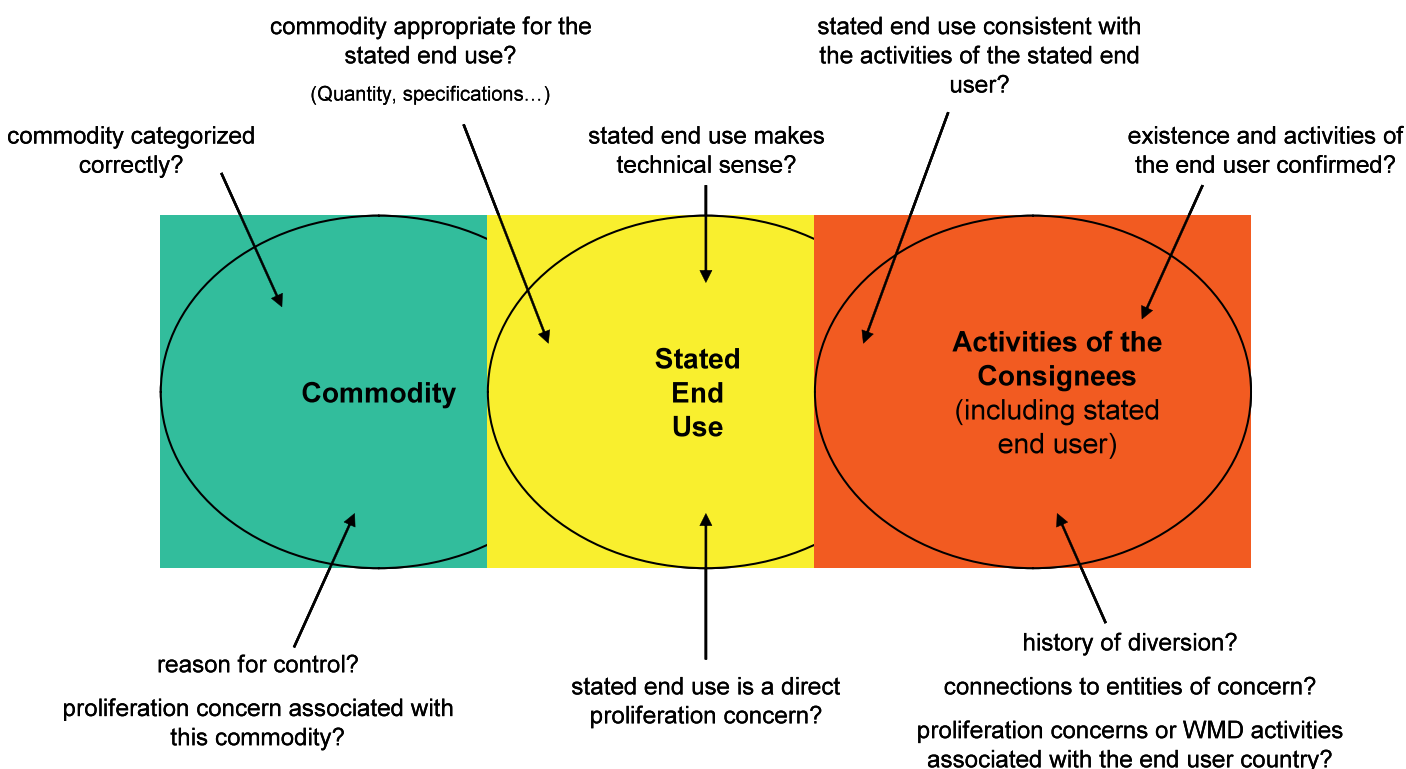 commodity appropriate for the
stated end use?
(Quantity, specifications…)
stated end use consistent with
the activities of the stated end
user?
commodity categorized
correctly?
stated end use makes
technical sense?
existence and activities of
the end user confirmed?
Commodity
Stated
End
Use
Activities of the
Consignees
(including stated
end user)
reason for control?
proliferation concern associated with
this commodity?
stated end use is a direct
proliferation concern?
history of diversion?
connections to entities of concern?
proliferation concerns or WMD activities
associated with the end user country?